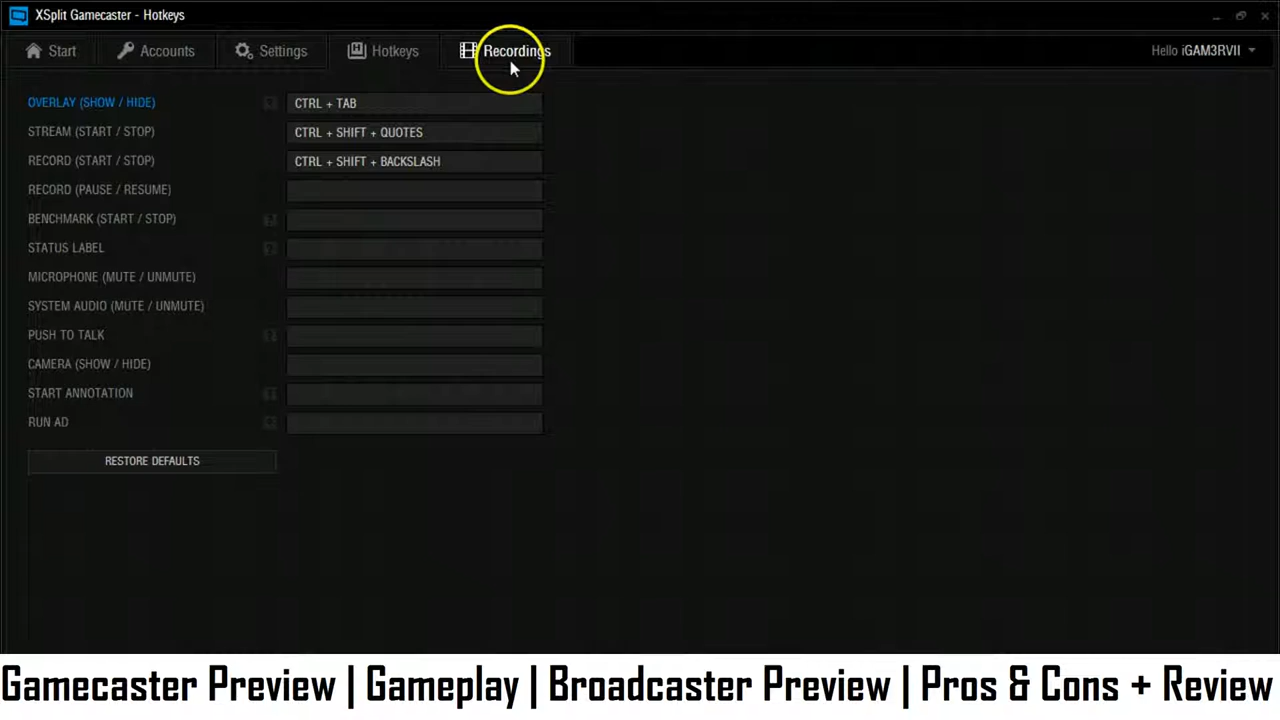 XSplit Gamecaster - Hotkeys
Start Accounts Settings Hotkeys Recordings Hello iGAM3RVII
OVERLAY (SHOW / HIDE) CTRL + TAB
STREAM (START / STOP) CTRL + SHIFT + QUOTES
RECORD (START / STOP) CTRL + SHIFT + BACKSLASH
RECORD (PAUSE / RESUME)
BENCHMARK (START / STOP) ?
STATUS LABEL ?
MICROPHONE (MUTE / UNMUTE)
SYSTEM AUDIO (MUTE / UNMUTE)
PUSH TO TALK
CAMERA (SHOW / HIDE)
START ANNOTATION
RUN AD
RESTORE DEFAULTS
Gamecaster Preview | Gameplay | Broadcaster Preview | Pros & Cons + Review